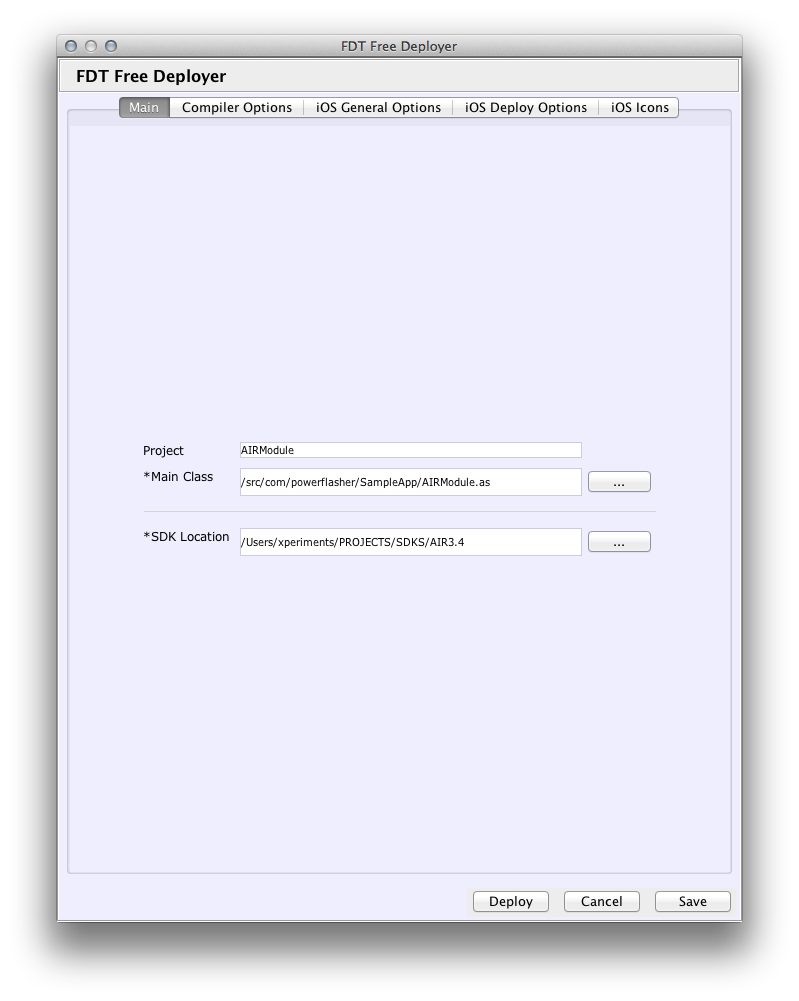 FDT Free Deployer
FDT Free Deployer
Main Compiler Options iOS General Options iOS Deploy Options iOS Icons
Project AIRModule
*Main Class /src/com/powerflasher/SampleApp/AIRModule.as ...
*SDK Location /Users/xperiments/PROJECTS/SDKS/AIR3.4 ...
Deploy Cancel Save